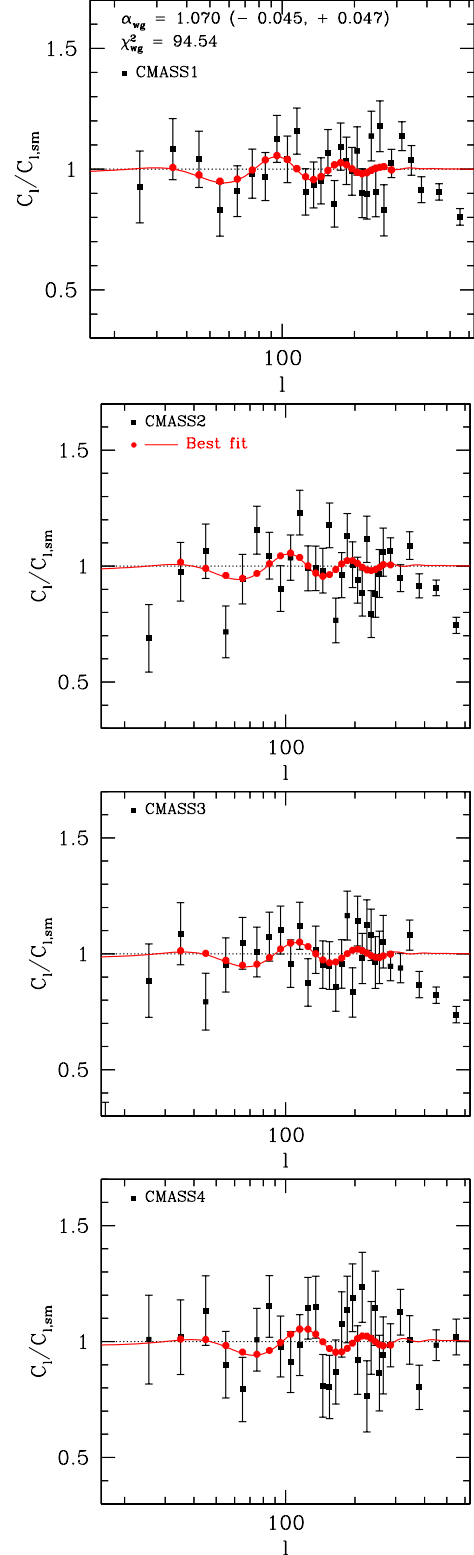 α_wg = 1.070 (− 0.045, + 0.047)
χ²_wg = 94.54
CMASS1
1.5
1
0.5
C_l/C_l,sm
100
l
CMASS2
Best fit
1.5
1
0.5
C_l/C_l,sm
100
l
CMASS3
1.5
1
0.5
C_l/C_l,sm
100
l
CMASS4
1.5
1
0.5
C_l/C_l,sm
100
l